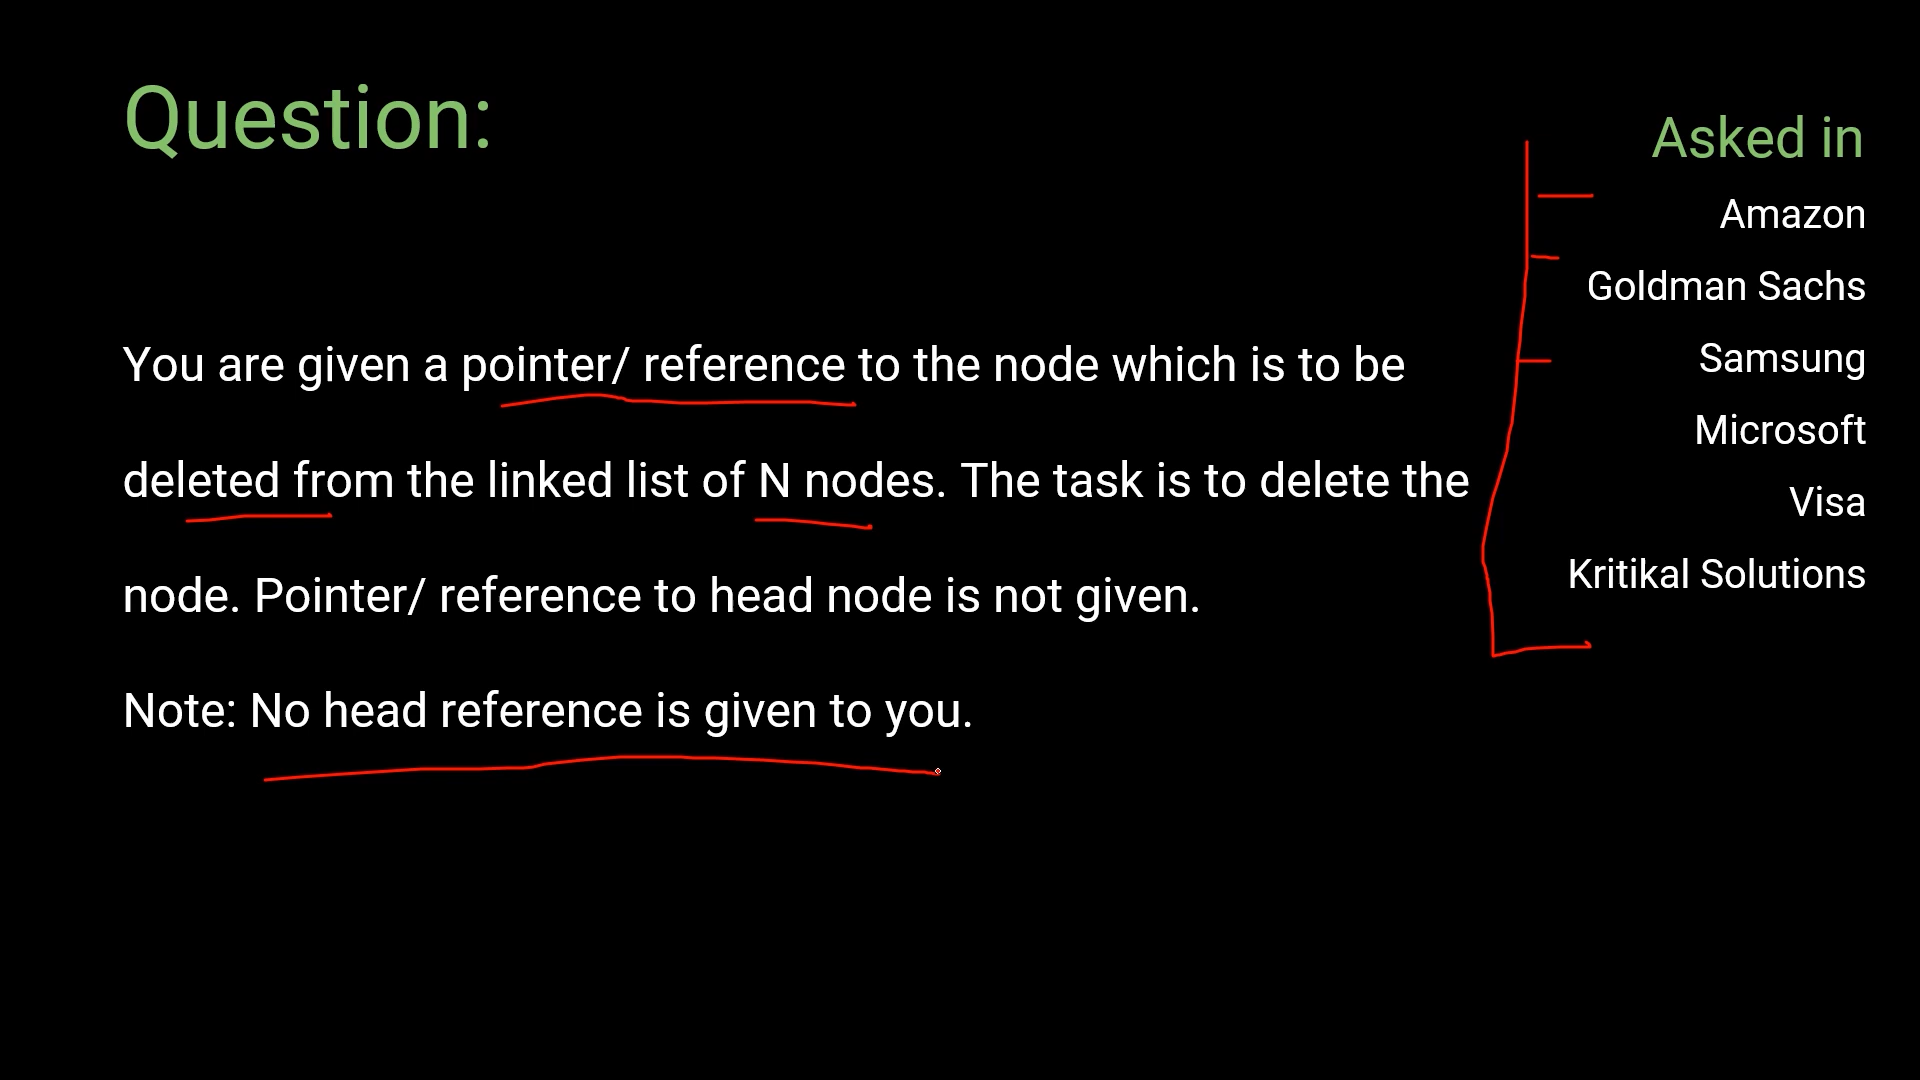 Question:
You are given a pointer/ reference to the node which is to be
deleted from the linked list of N nodes. The task is to delete the
node. Pointer/ reference to head node is not given.
Note: No head reference is given to you.
Asked in
Amazon
Goldman Sachs
Samsung
Microsoft
Visa
Kritikal Solutions